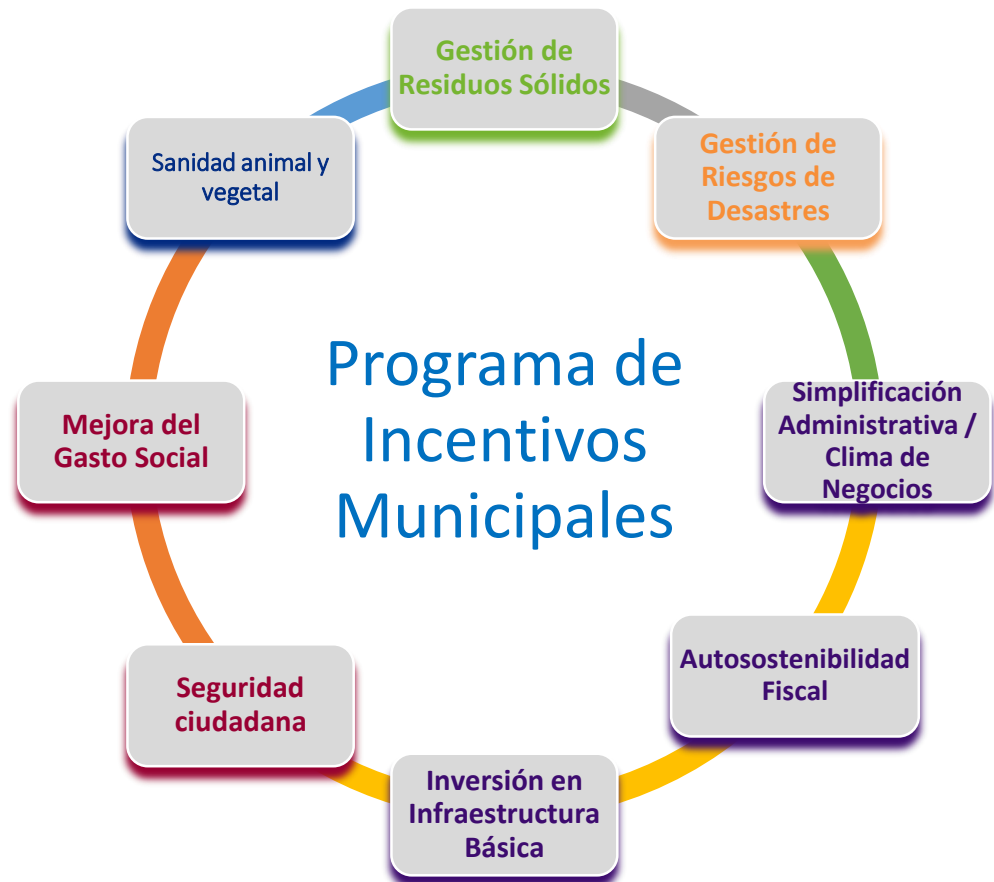 Gestión de
Residuos Sólidos
Gestión de
Riesgos de
Desastres
Simplificación
Administrativa /
Clima de
Negocios
Autosostenibilidad
Fiscal
Inversión en
Infraestructura
Básica
Seguridad
ciudadana
Mejora del
Gasto Social
Sanidad animal y
vegetal
Programa de
Incentivos
Municipales